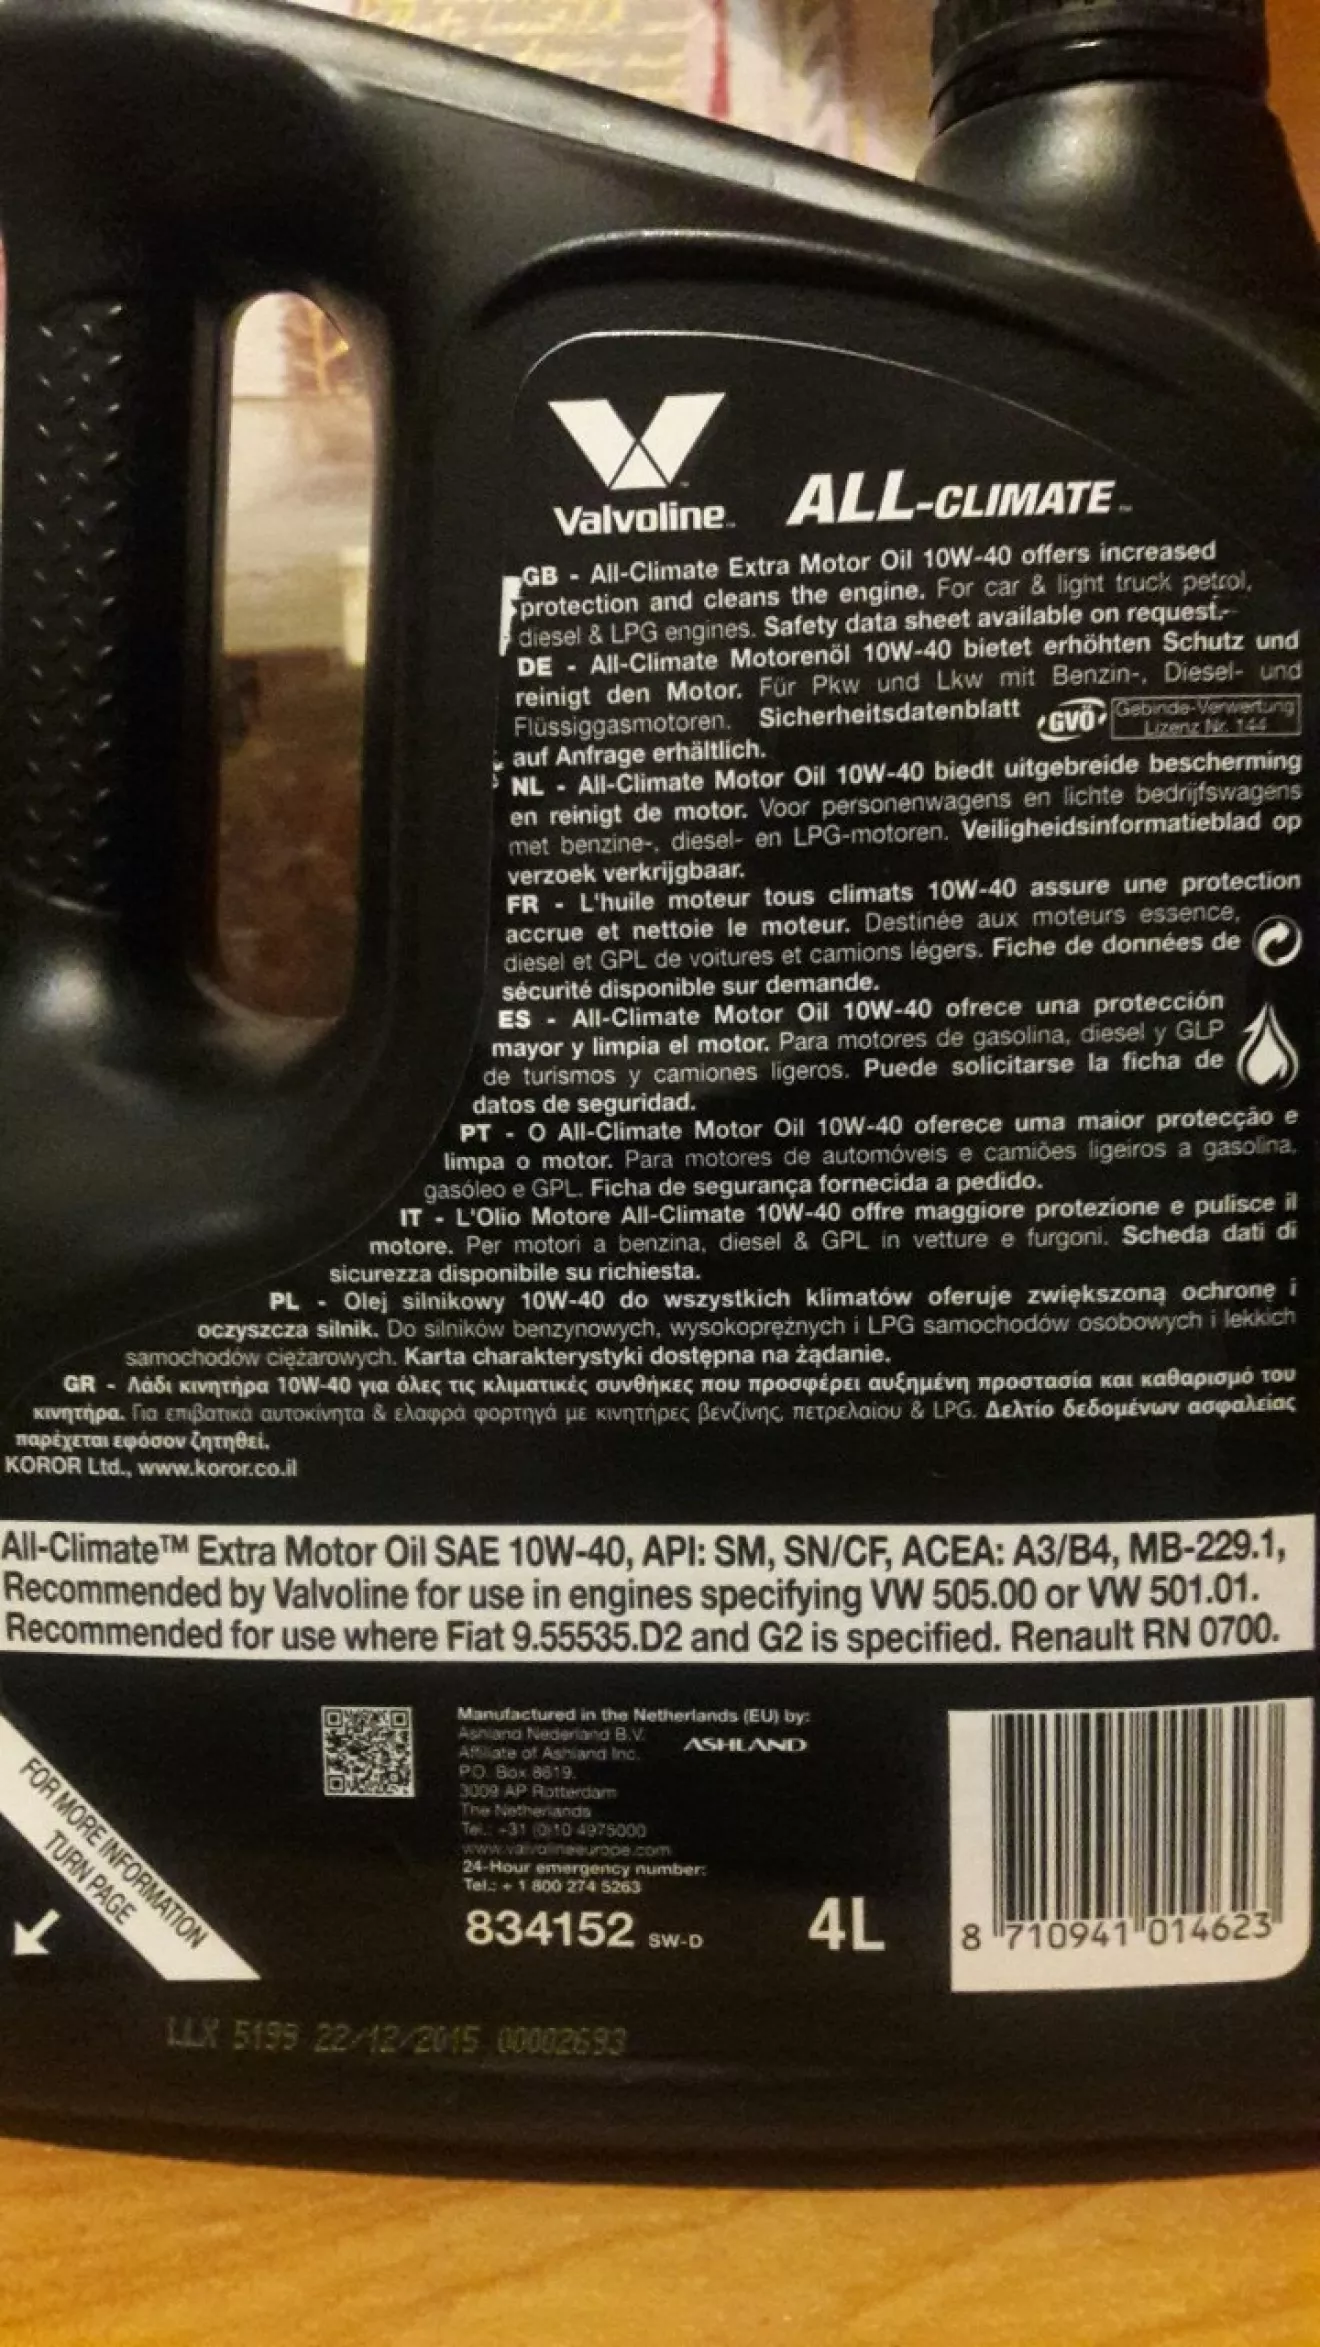 Valvoline™ ALL-CLIMATE™
GB - All-Climate Extra Motor Oil 10W-40 offers increased
protection and cleans the engine. For car & light truck petrol,
diesel & LPG engines. Safety data sheet available on request.
DE - All-Climate Motorenöl 10W-40 bietet erhöhten Schutz und
reinigt den Motor. Für Pkw und Lkw mit Benzin-, Diesel- und
Flüssiggasmotoren. Sicherheitsdatenblatt
auf Anfrage erhältlich.
GVÖ
Gebinde-Verwertung
Lizenz Nr. 144
NL - All-Climate Motor Oil 10W-40 biedt uitgebreide bescherming
en reinigt de motor. Voor personenwagens en lichte bedrijfswagens
met benzine-, diesel- en LPG-motoren. Veiligheidsinformatieblad op
verzoek verkrijgbaar.
FR - L'huile moteur tous climats 10W-40 assure une protection
accrue et nettoie le moteur. Destinée aux moteurs essence,
diesel et GPL de voitures et camions légers. Fiche de données de
sécurité disponible sur demande.
ES - All-Climate Motor Oil 10W-40 ofrece una protección
mayor y limpia el motor. Para motores de gasolina, diesel y GLP
de turismos y camiones ligeros. Puede solicitarse la ficha de
datos de seguridad.
PT - O All-Climate Motor Oil 10W-40 oferece uma maior protecção e
limpa o motor. Para motores de automóveis e camiões ligeiros a gasolina,
gasóleo e GPL. Ficha de segurança fornecida a pedido.
IT - L'Olio Motore All-Climate 10W-40 offre maggiore protezione e pulisce il
motore. Per motori a benzina, diesel & GPL in vetture e furgoni. Scheda dati di
sicurezza disponibile su richiesta.
PL - Olej silnikowy 10W-40 do wszystkich klimatów oferuje zwiększoną ochronę i
oczyszcza silnik. Do silników benzynowych, wysokoprężnych i LPG samochodów osobowych i lekkich
samochodów ciężarowych. Karta charakterystyki dostępna na żądanie.
GR - Λάδι κινητήρα 10W-40 για όλες τις κλιματικές συνθήκες που προσφέρει αυξημένη προστασία και καθαρισμό του
κινητήρα. Για επιβατικά αυτοκίνητα & ελαφρά φορτηγά με κινητήρες βενζίνης, πετρελαίου & LPG. Δελτίο δεδομένων ασφαλείας
παρέχεται εφόσον ζητηθεί.
KOROR Ltd., www.koror.co.il
All-Climate™ Extra Motor Oil SAE 10W-40, API: SM, SN/CF, ACEA: A3/B4, MB-229.1,
Recommended by Valvoline for use in engines specifying VW 505.00 or VW 501.01.
Recommended for use where Fiat 9.55535.D2 and G2 is specified. Renault RN 0700.
FOR MORE INFORMATION
TURN PAGE
Manufactured in the Netherlands (EU) by:
Ashland Nederland B.V.
ASHLAND
Affiliate of Ashland Inc.
P.O. Box 8619,
3009 AP Rotterdam
The Netherlands
Tel.: +31 (0)10 4975000
www.valvolineeurope.com
24-Hour emergency number:
Tel.: + 1 800 274 5263
834152 SW-D
4L
8 710941 014623
LLX 5199 22/12/2015 00002693